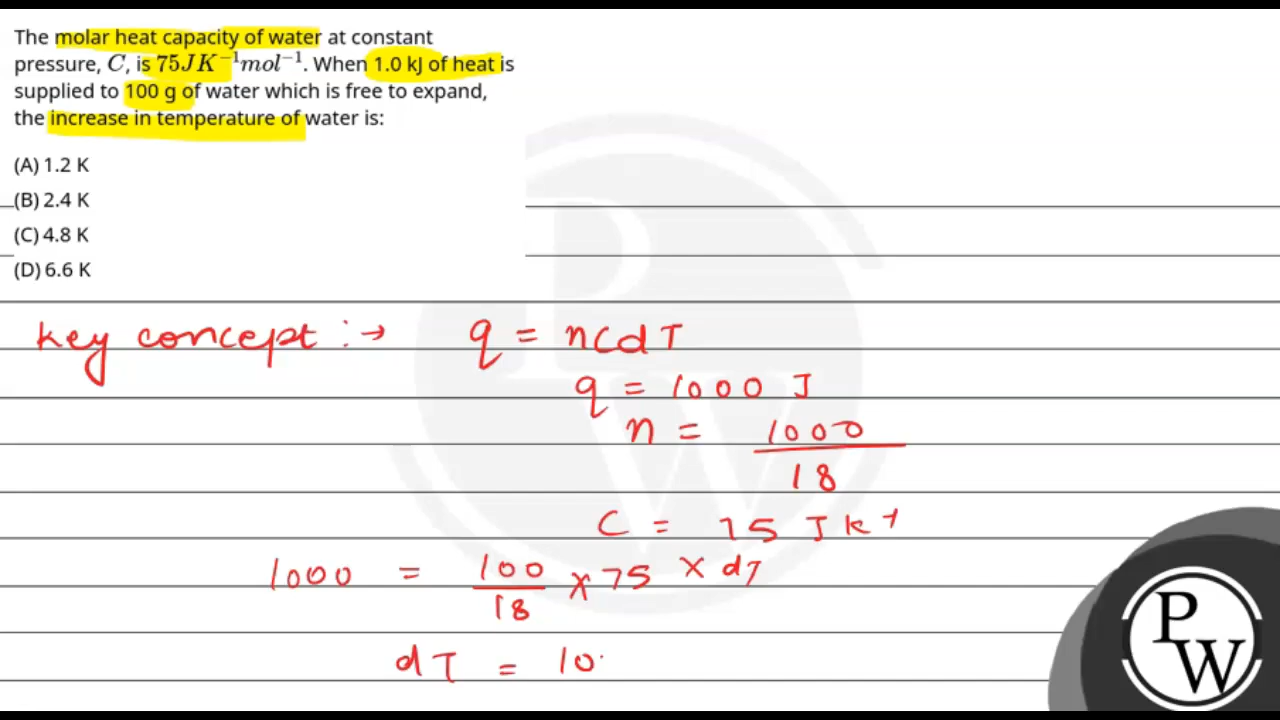 The molar heat capacity of water at constant
pressure, C, is 75JK⁻¹mol⁻¹. When 1.0 kJ of heat is
supplied to 100 g of water which is free to expand,
the increase in temperature of water is:
(A) 1.2 K
(B) 2.4 K
(C) 4.8 K
(D) 6.6 K
key concept :→ q = ncdT
q = 1000 J
n = 1000/18
C = 75 J K⁻¹
1000 = 100/18 × 75 × dT
dT = 10
PW
PW